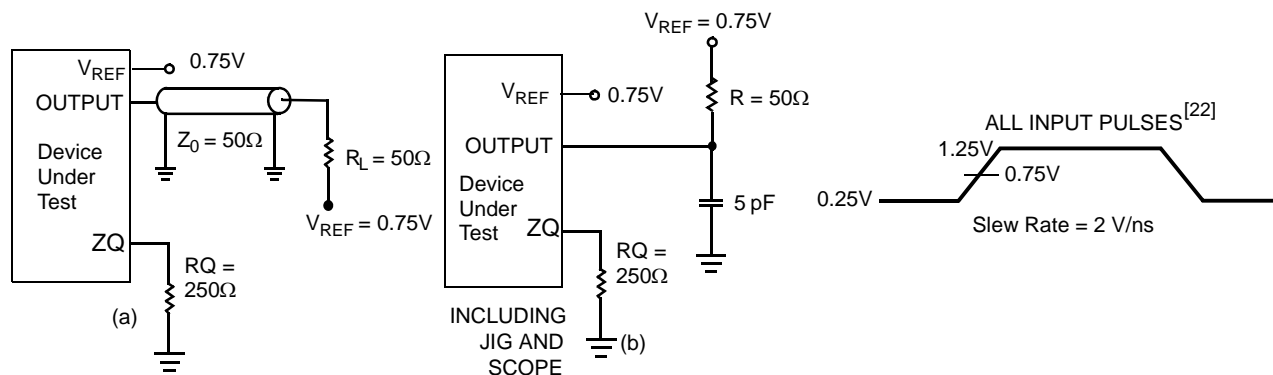 V_REF 0.75V
OUTPUT
Z_0 = 50Ω
Device
Under
Test
R_L = 50Ω
V_REF = 0.75V
ZQ
RQ =
250Ω
(a)
V_REF = 0.75V
R = 50Ω
V_REF 0.75V
OUTPUT
Device
Under
Test
5 pF
ZQ
RQ =
250Ω
INCLUDING
JIG AND
SCOPE
(b)
ALL INPUT PULSES[22]
1.25V
0.75V
0.25V
Slew Rate = 2 V/ns